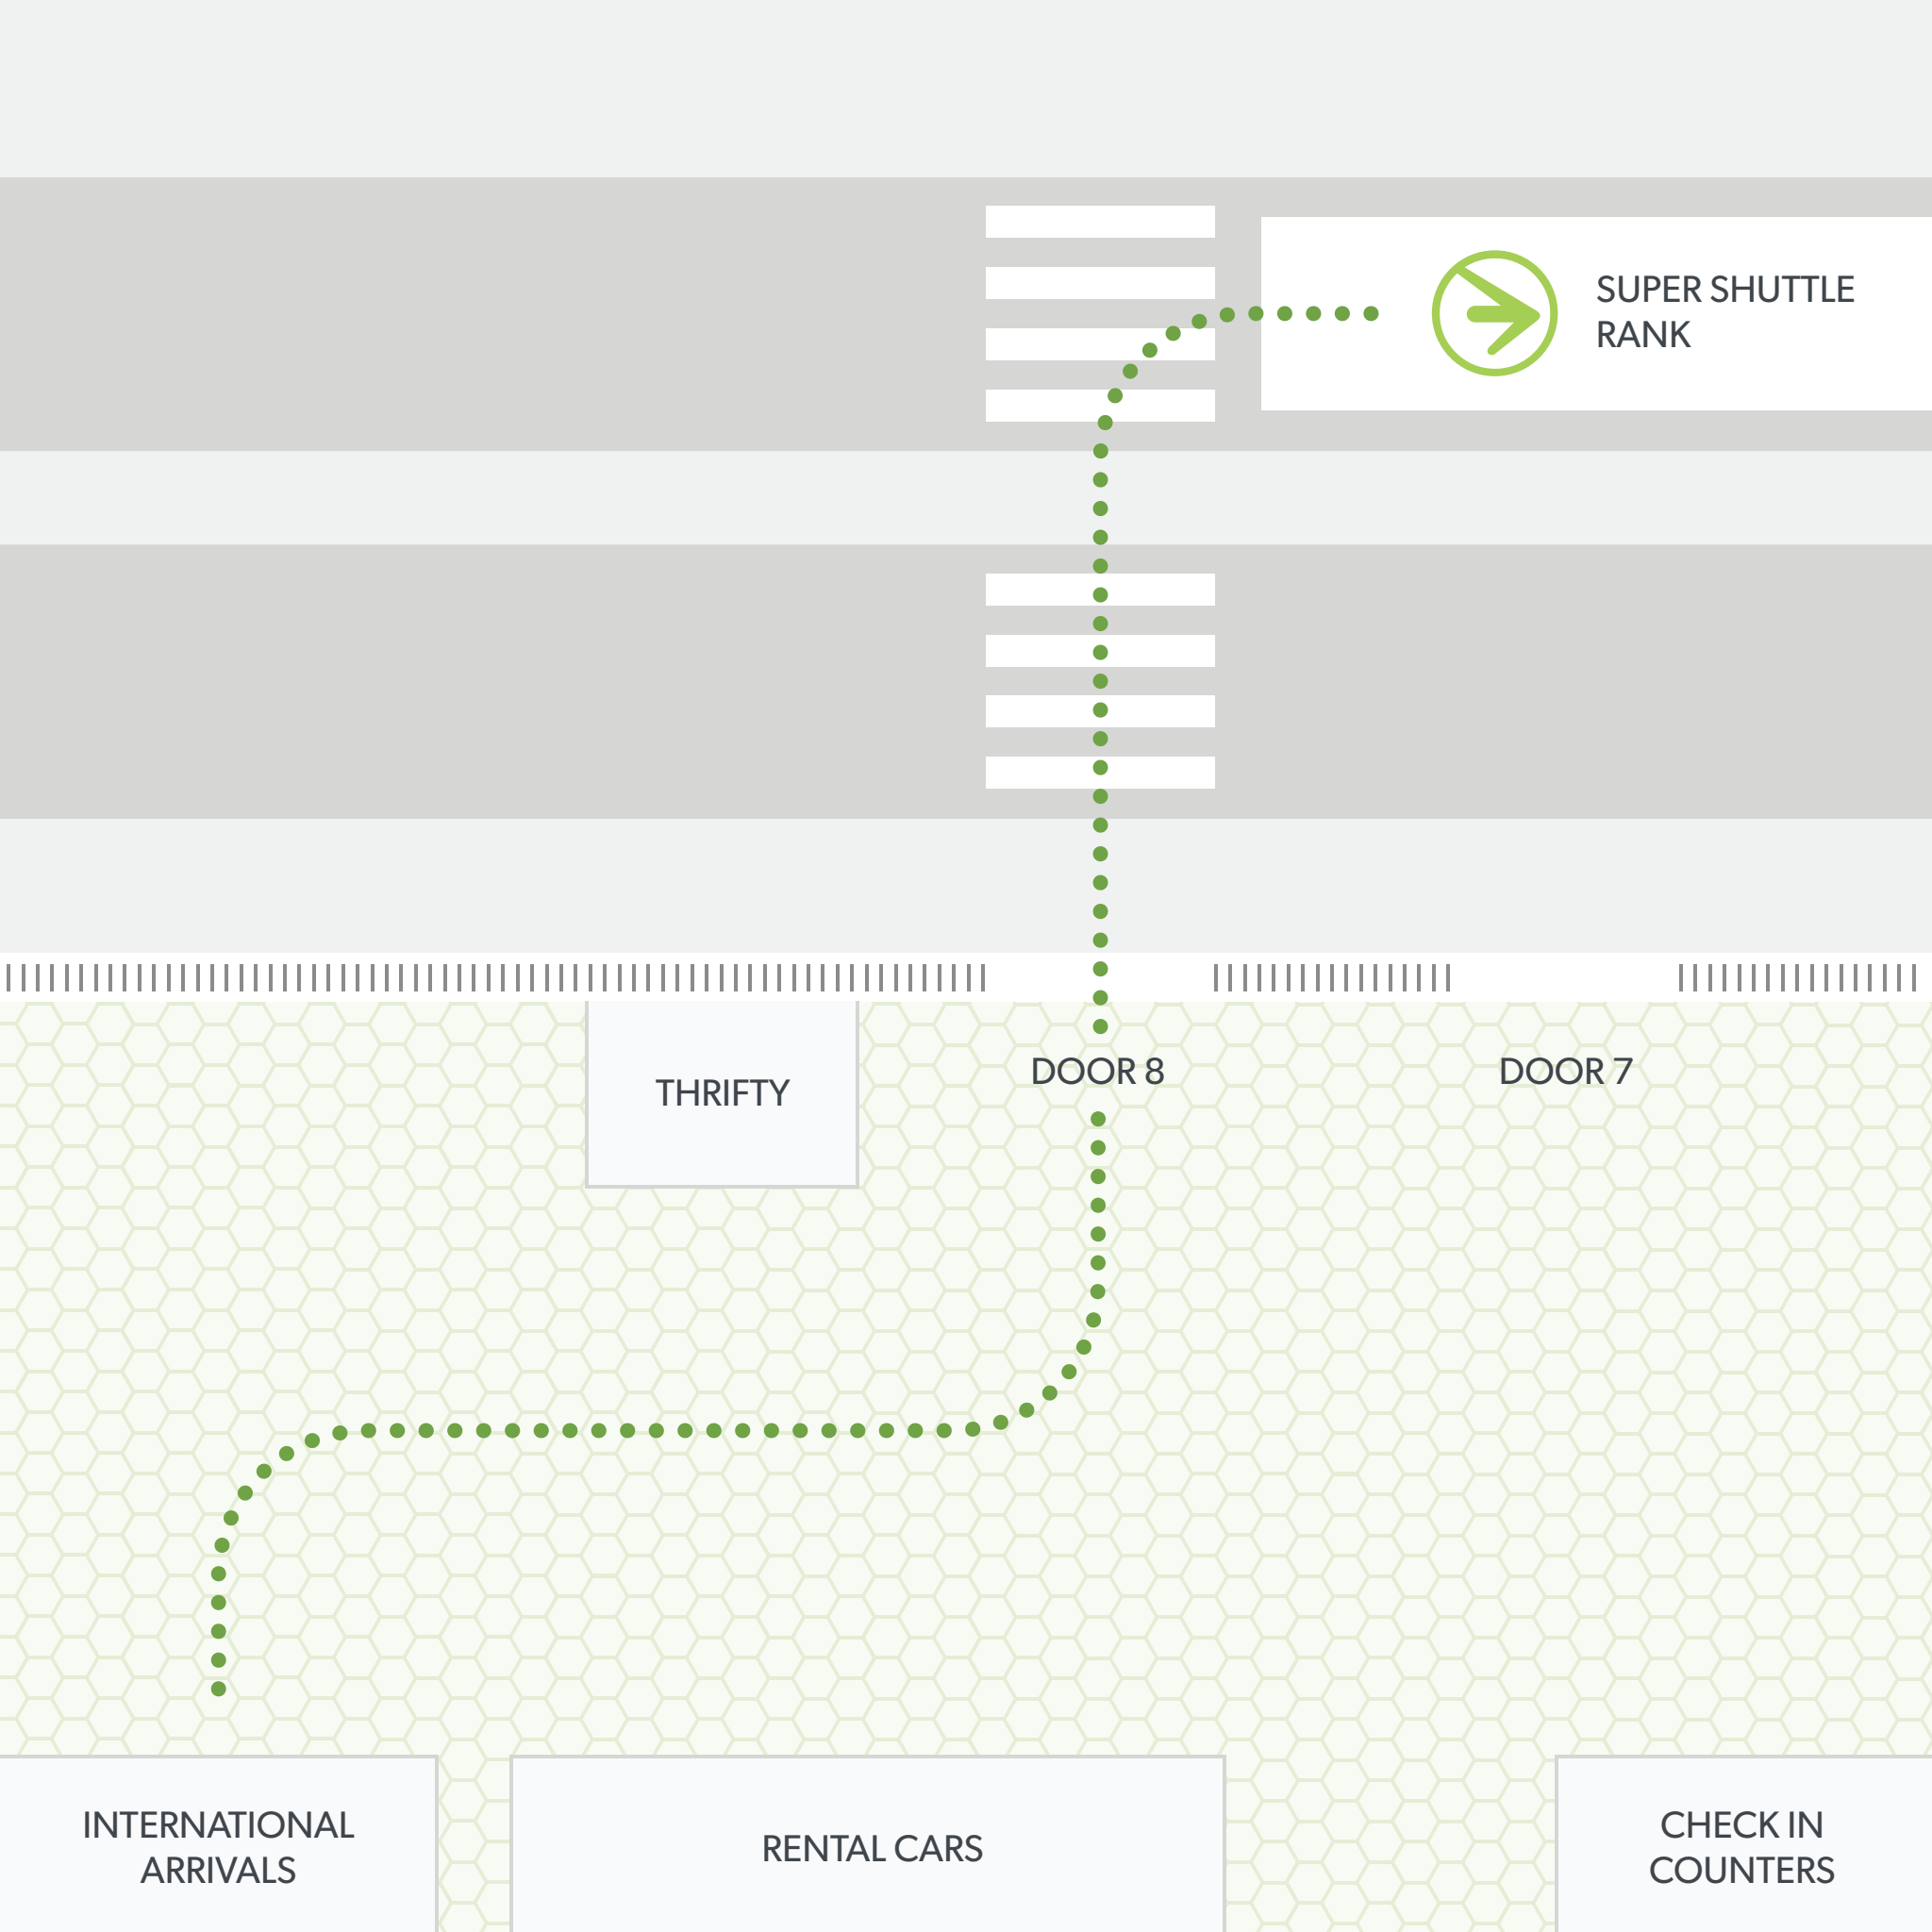 SUPER SHUTTLE
RANK
THRIFTY
DOOR 8
DOOR 7
INTERNATIONAL
ARRIVALS
RENTAL CARS
CHECK IN
COUNTERS